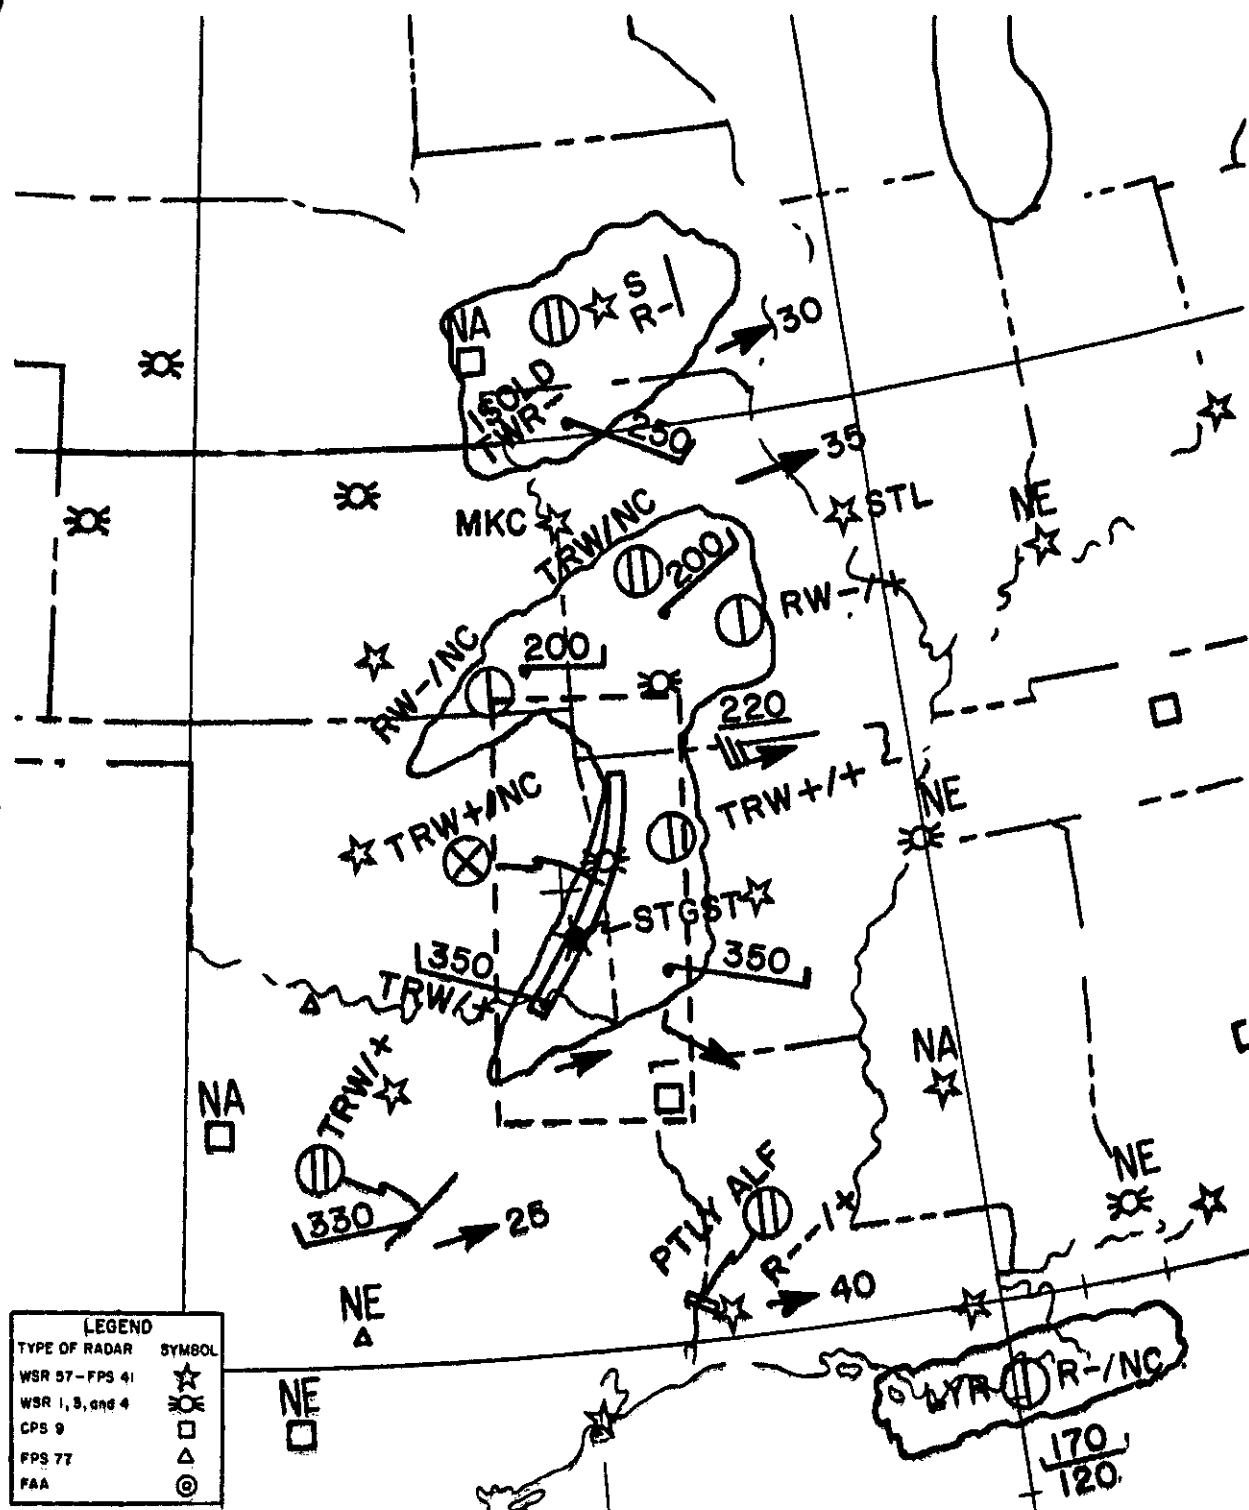 NA
S
R-
30
ISOLD
TWR-
250
35
MKC
STL
NE
TRW/NC
200
RW-/+
RW-/NC
200
220
TRW+/+
TRW+/NC
NE
STGST
350
350
TRW/+
NA
TRW/+
NA
NE
330
25
PTLY ALF
R--/+
40
NE
NE
LYR
R-/NC
170
120
LEGEND
TYPE OF RADAR SYMBOL
WSR 57-FPS 41
WSR 1, 3, and 4
CPS 9
FPS 77
FAA